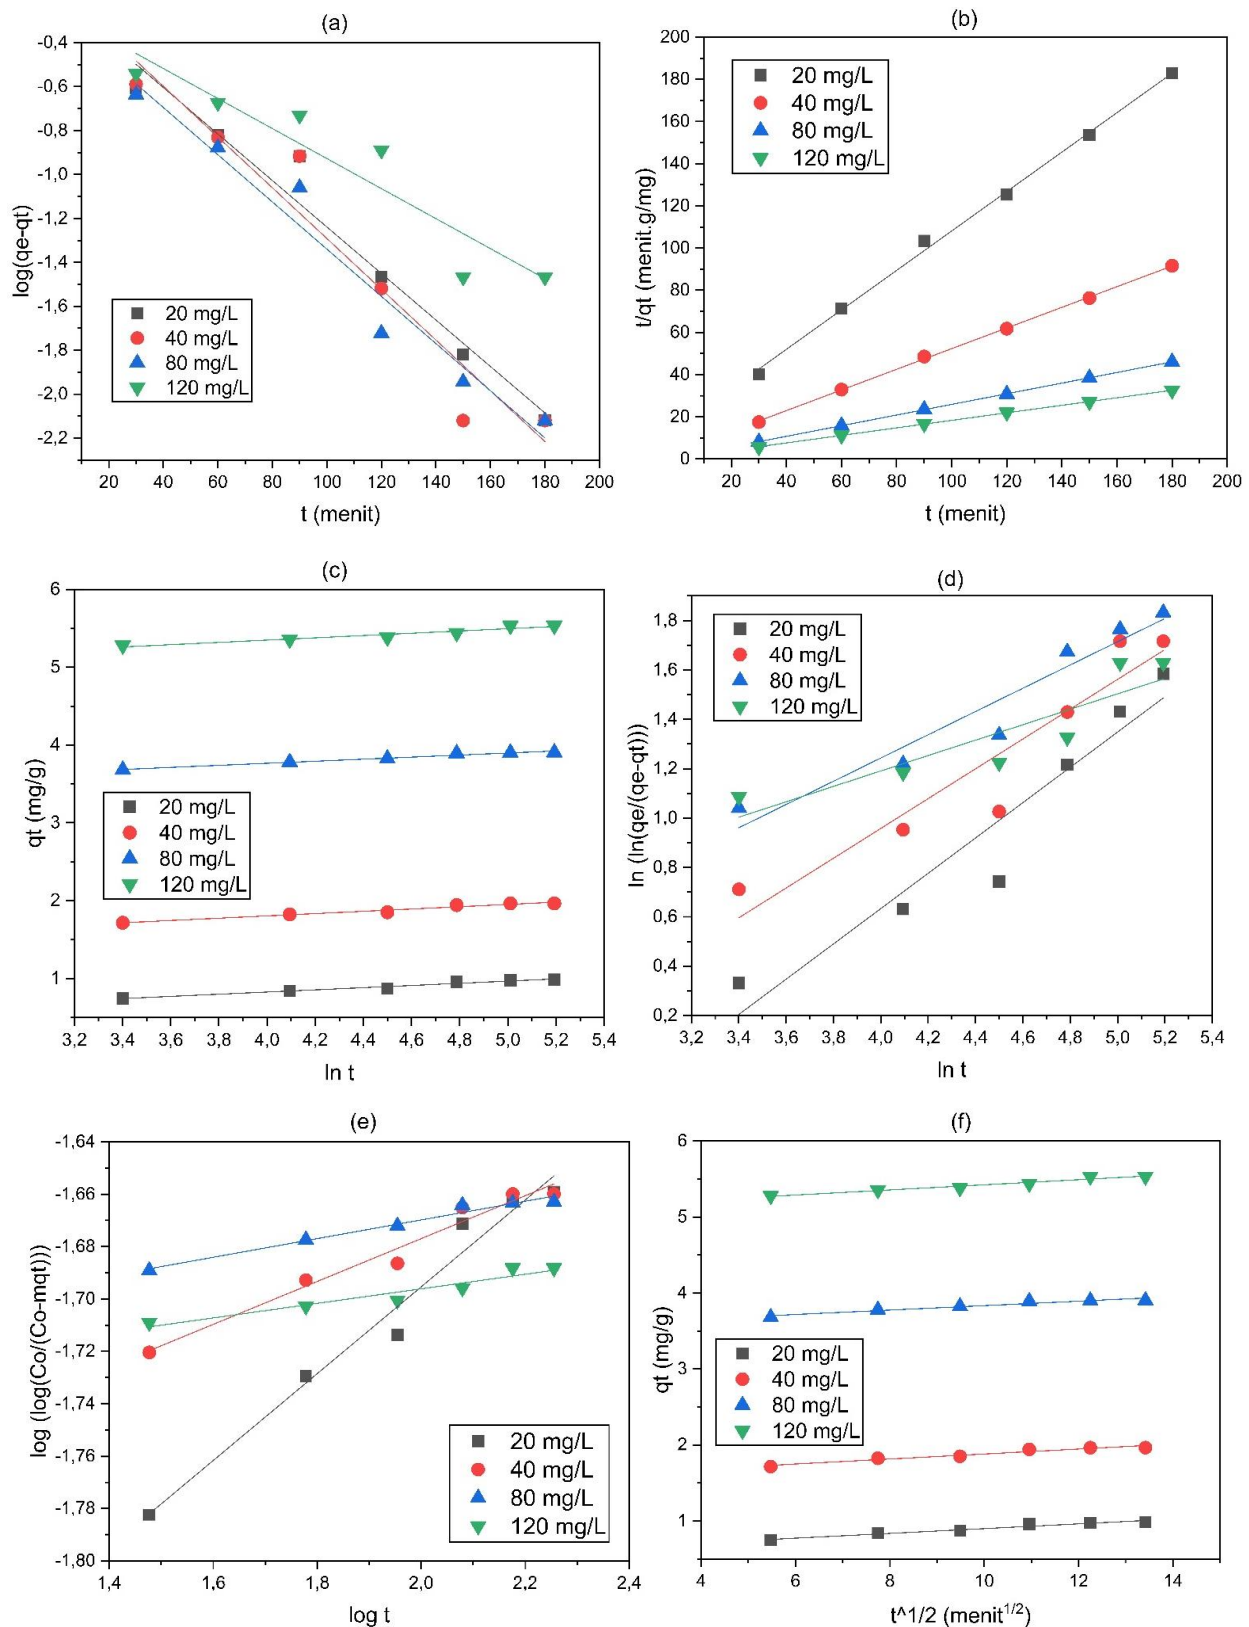 (a)
log(qe-qt)
-0,4
-0,6
-0,8
-1,0
-1,2
-1,4
-1,6
-1,8
-2,0
-2,2
20 mg/L
40 mg/L
80 mg/L
120 mg/L
20 40 60 80 100 120 140 160 180 200
t (menit)
(b)
t/qt (menit.g/mg)
200
180
160
140
120
100
80
60
40
20
0
20 mg/L
40 mg/L
80 mg/L
120 mg/L
20 40 60 80 100 120 140 160 180 200
t (menit)
(c)
qt (mg/g)
6
5
4
3
2
1
20 mg/L
40 mg/L
80 mg/L
120 mg/L
3,2 3,4 3,6 3,8 4,0 4,2 4,4 4,6 4,8 5,0 5,2 5,4
ln t
(d)
ln (ln(qe/(qe-qt)))
1,8
1,6
1,4
1,2
1,0
0,8
0,6
0,4
0,2
20 mg/L
40 mg/L
80 mg/L
120 mg/L
3,2 3,4 3,6 3,8 4,0 4,2 4,4 4,6 4,8 5,0 5,2 5,4
ln t
(e)
log (log(Co/(Co-mqt)))
-1,64
-1,66
-1,68
-1,70
-1,72
-1,74
-1,76
-1,78
-1,80
20 mg/L
40 mg/L
80 mg/L
120 mg/L
1,4 1,6 1,8 2,0 2,2 2,4
log t
(f)
qt (mg/g)
6
5
4
3
2
1
20 mg/L
40 mg/L
80 mg/L
120 mg/L
4 6 8 10 12 14
t^1/2 (menit^1/2)